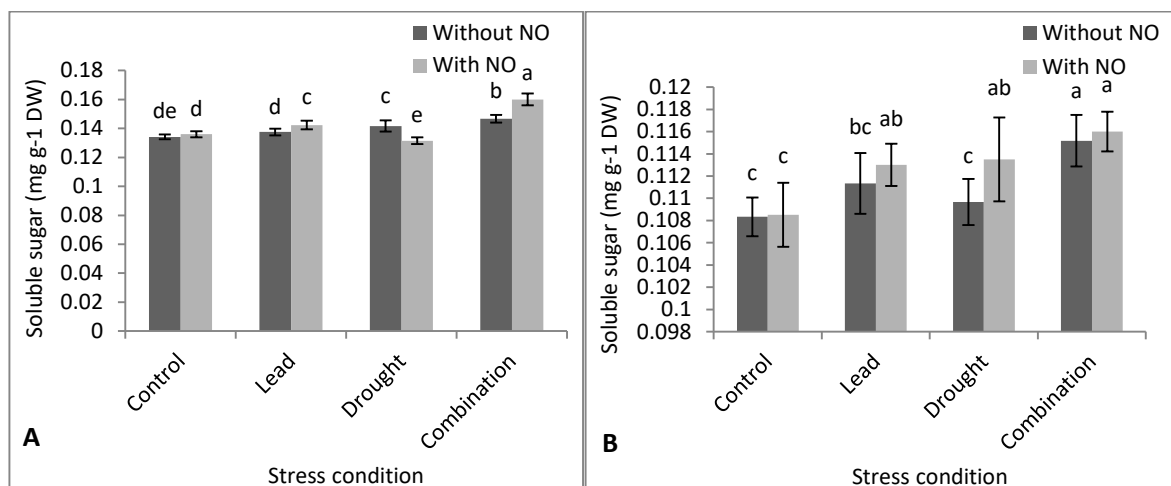 Without NO
With NO
Soluble sugar (mg g-1 DW)
0.18
0.16
0.14
0.12
0.1
0.08
0.06
0.04
0.02
0
de d d c c e b a
Control
Lead
Drought
Combination
A
Stress condition
Without NO
With NO
Soluble sugar (mg g-1 DW)
0.12
0.118
0.116
0.114
0.112
0.11
0.108
0.106
0.104
0.102
0.1
0.098
c c bc ab c ab a a
Control
Lead
Drought
Combination
B
Stress condition